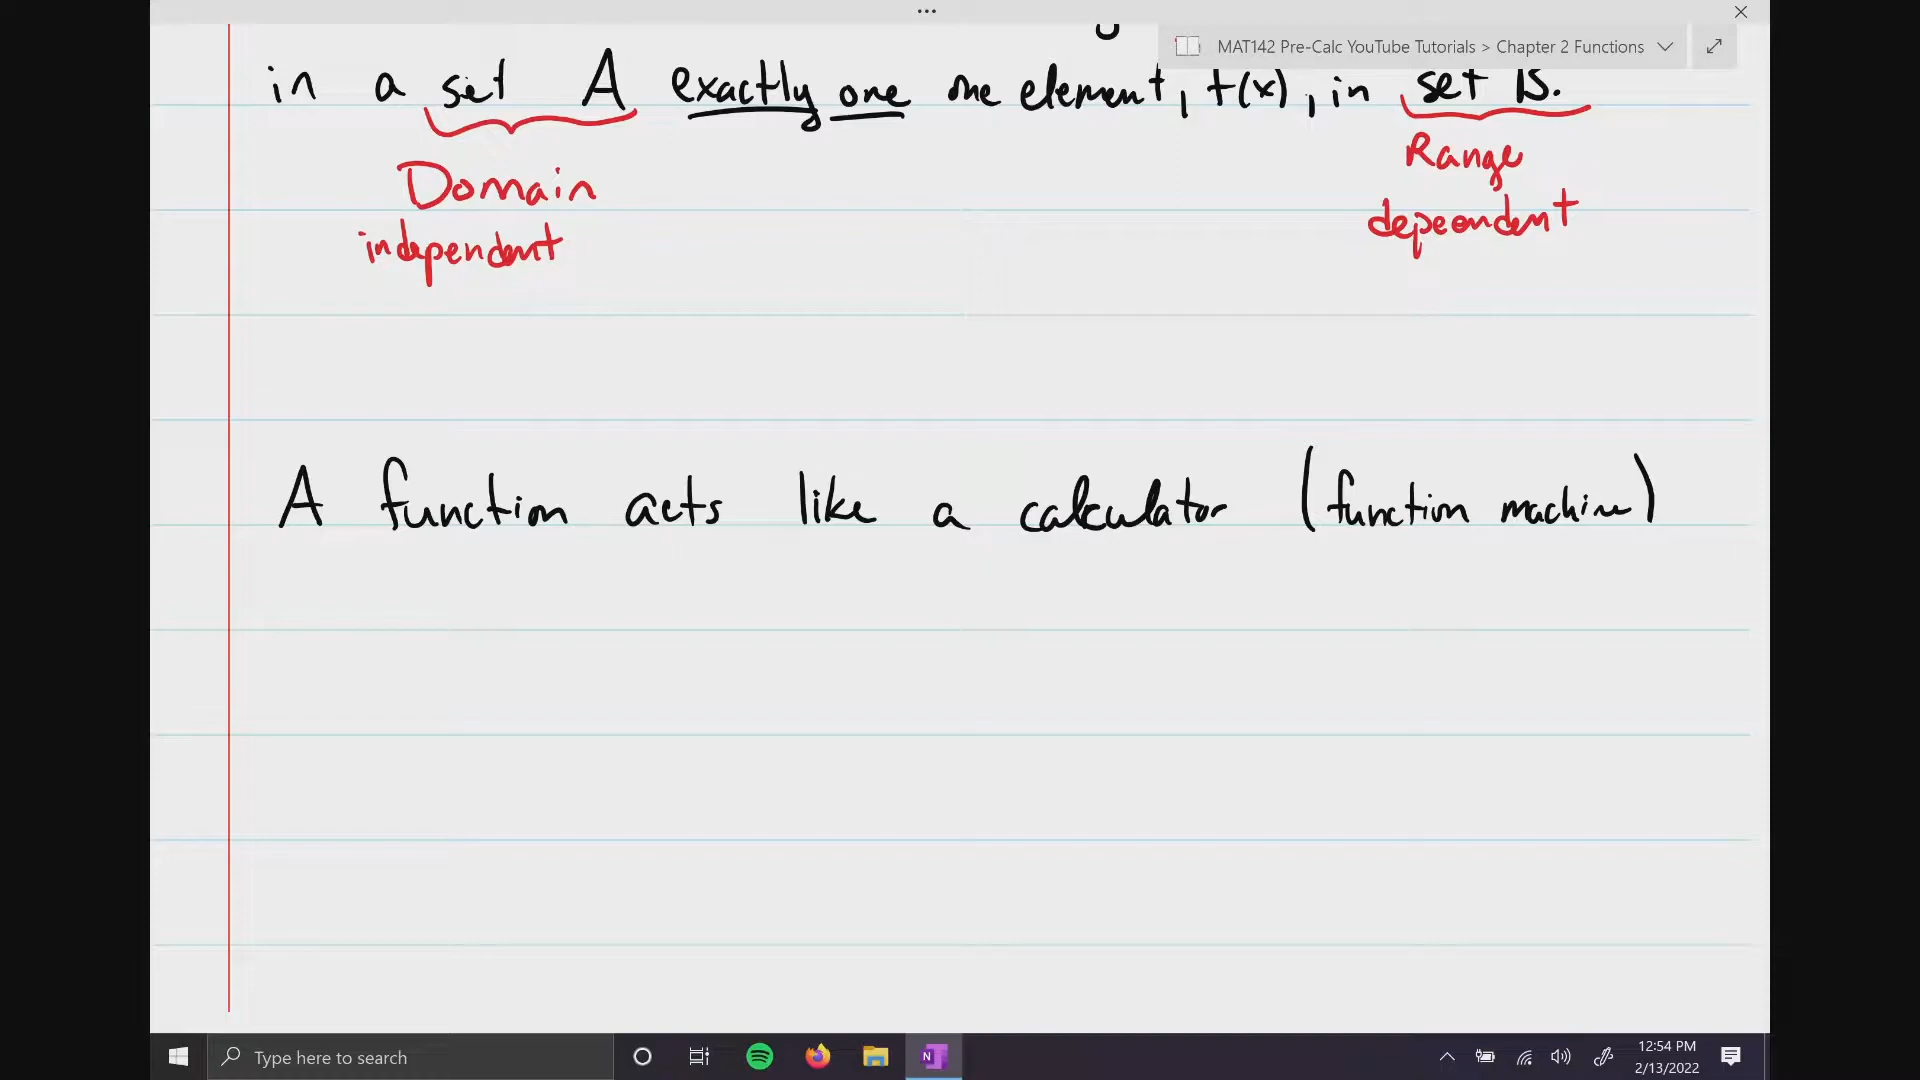 MAT142 Pre-Calc YouTube Tutorials > Chapter 2 Functions
in a set A exactly one one element, f(x), in set B.
Domain
independent
Range
depeondent
A function acts like a calculator (function machine)
Type here to search
12:54 PM
2/13/2022